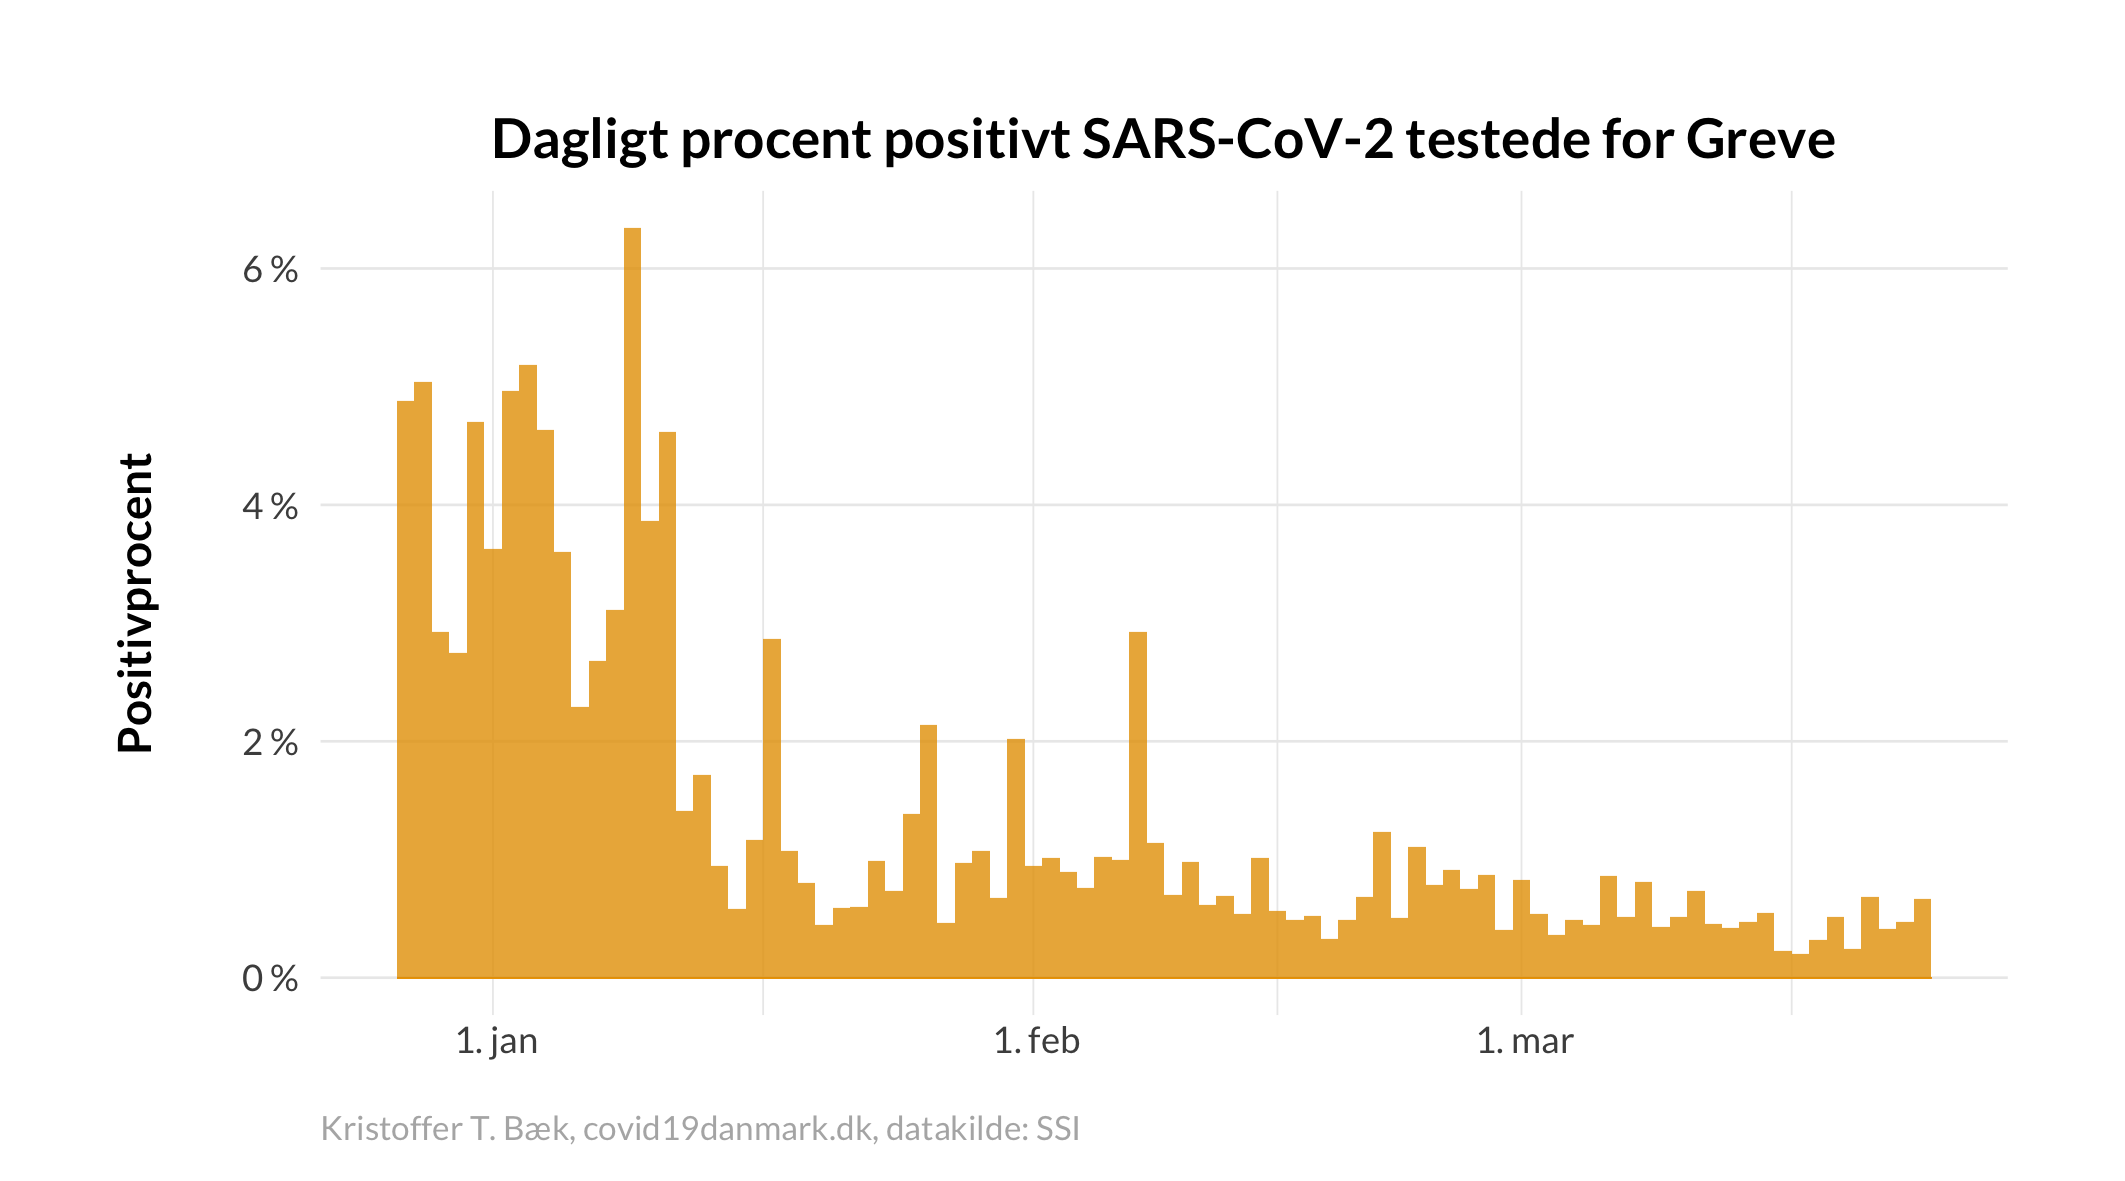 Dagligt procent positivt SARS-CoV-2 testede for Greve
Positivprocent
6 %
4 %
2 %
0 %
1. jan
1. feb
1. mar
Kristoffer T. Bæk, covid19danmark.dk, datakilde: SSI